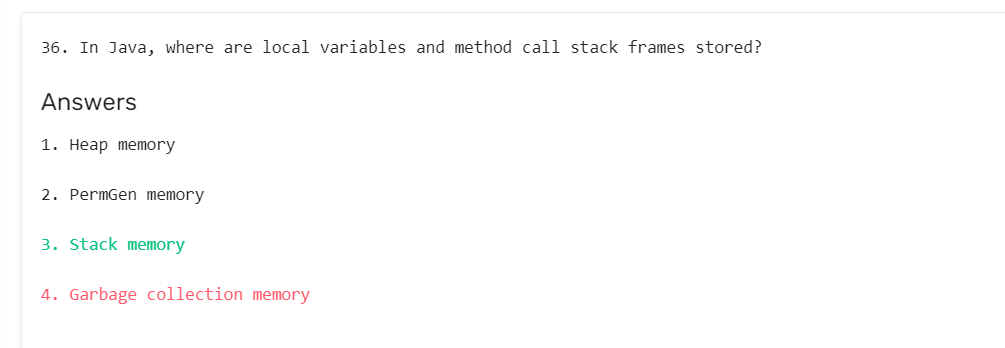 36. In Java, where are local variables and method call stack frames stored?
Answers
1. Heap memory
2. PermGen memory
3. Stack memory
4. Garbage collection memory